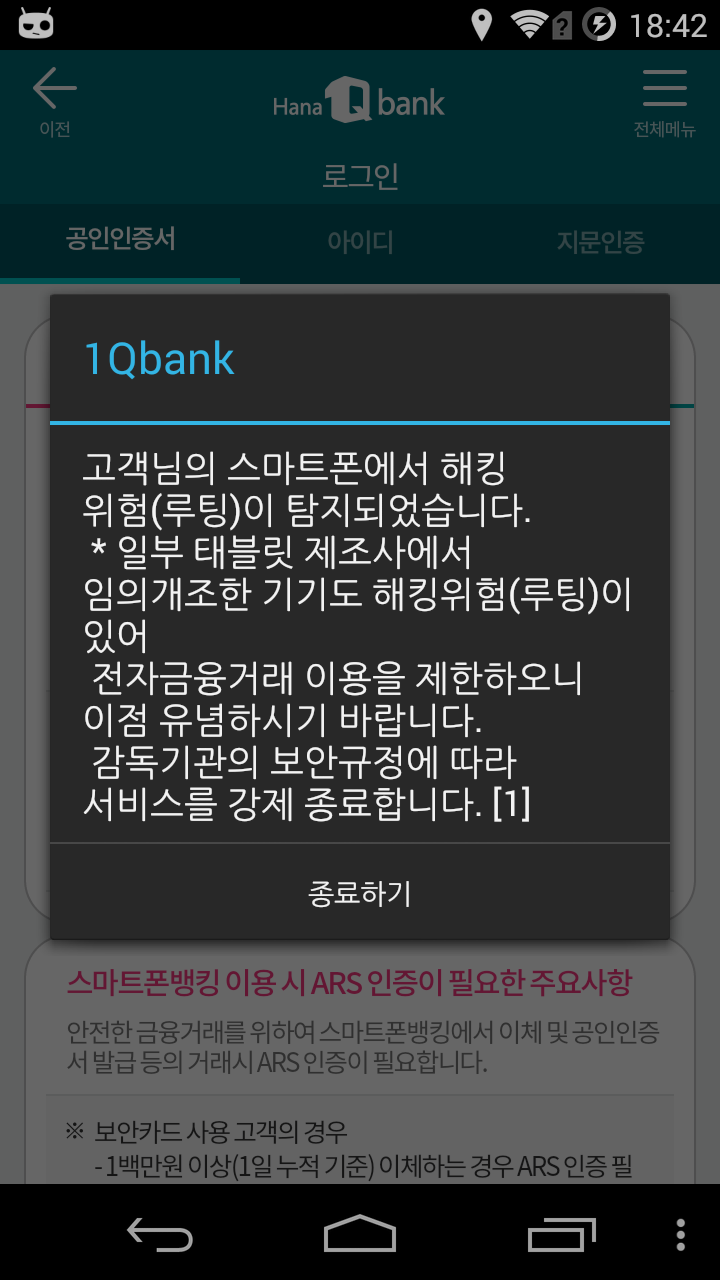 18:42
이전
Hana 1Q bank
전체메뉴
로그인
공인인증서
아이디
지문인증
1Qbank
고객님의 스마트폰에서 해킹
위험(루팅)이 탐지되었습니다.
* 일부 태블릿 제조사에서
임의개조한 기기도 해킹위험(루팅)이
있어
전자금융거래 이용을 제한하오니
이점 유념하시기 바랍니다.
감독기관의 보안규정에 따라
서비스를 강제 종료합니다. [1]
종료하기
스마트폰뱅킹 이용 시 ARS 인증이 필요한 주요사항
안전한 금융거래를 위하여 스마트폰뱅킹에서 이체 및 공인인증
서 발급 등의 거래시 ARS 인증이 필요합니다.
※ 보안카드 사용 고객의 경우
- 1백만원 이상(1일 누적 기준) 이체하는 경우 ARS 인증 필